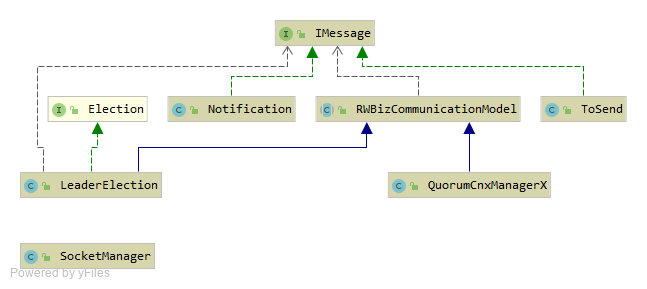 I IMessage
I Election
C Notification
C RWBizCommunicationModel
C ToSend
C LeaderElection
C QuorumCnxManagerX
C SocketManager
Powered by yFiles